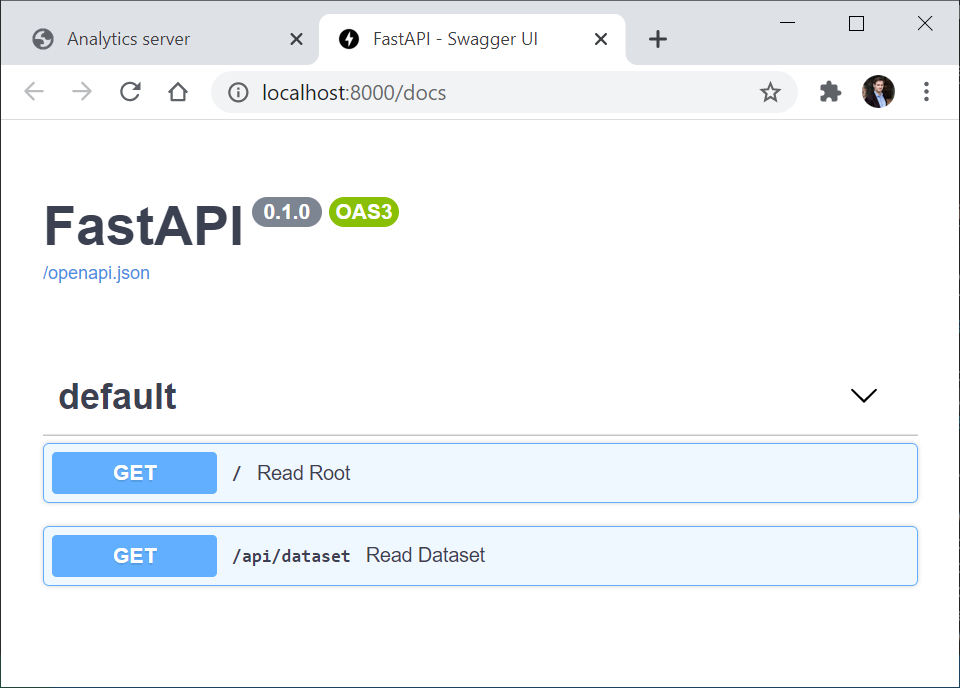 Analytics server
FastAPI - Swagger UI
localhost:8000/docs
FastAPI 0.1.0 OAS3
/openapi.json
default
GET / Read Root
GET /api/dataset Read Dataset